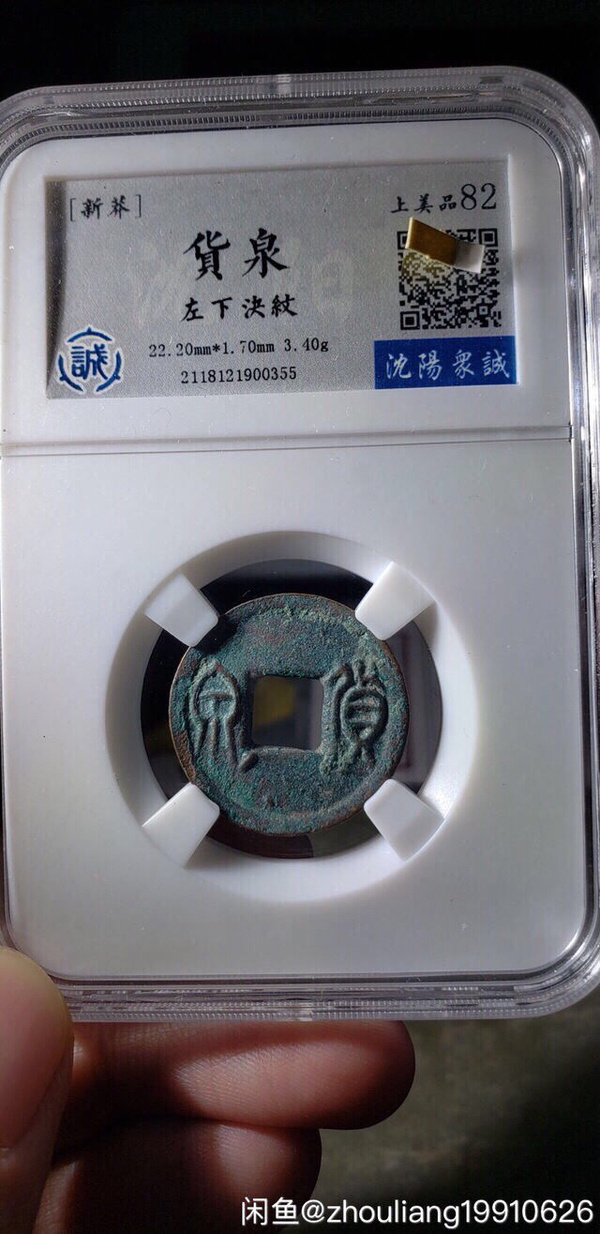 [新莽]
上美品82
貨泉
左下決紋
22.20mm*1.70mm 3.40g
2118121900355
誠
沈陽衆誠
貨泉
闲鱼@zhouliang19910626